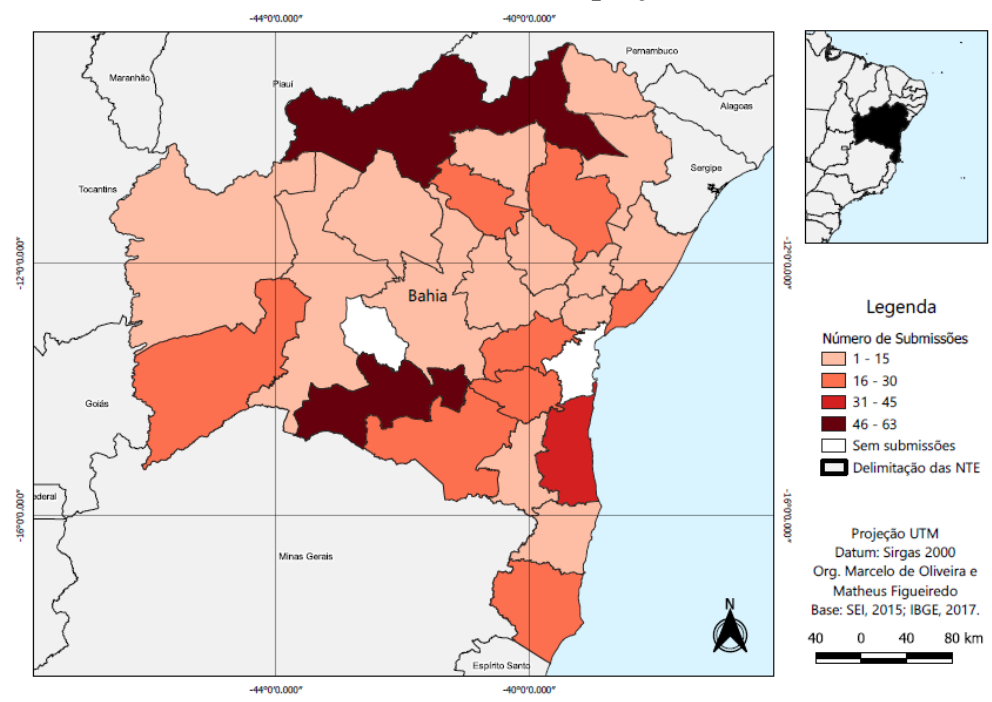 -44°0'0.000"
-40°0'0.000"
Pernambuco
Maranhão
Piauí
Alagoas
Sergipe
Tocantins
-12°0'0.000"
-12°0'0.000"
Bahia
Goiás
ederal
-16°0'0.000"
-16°0'0.000"
Minas Gerais
Espírito Santo
N
-44°0'0.000"
-40°0'0.000"
Legenda
Número de Submissões
1 - 15
16 - 30
31 - 45
46 - 63
Sem submissões
Delimitação das NTE
Projeção UTM
Datum: Sirgas 2000
Org. Marcelo de Oliveira e
Matheus Figueiredo
Base: SEI, 2015; IBGE, 2017.
40 0 40 80 km